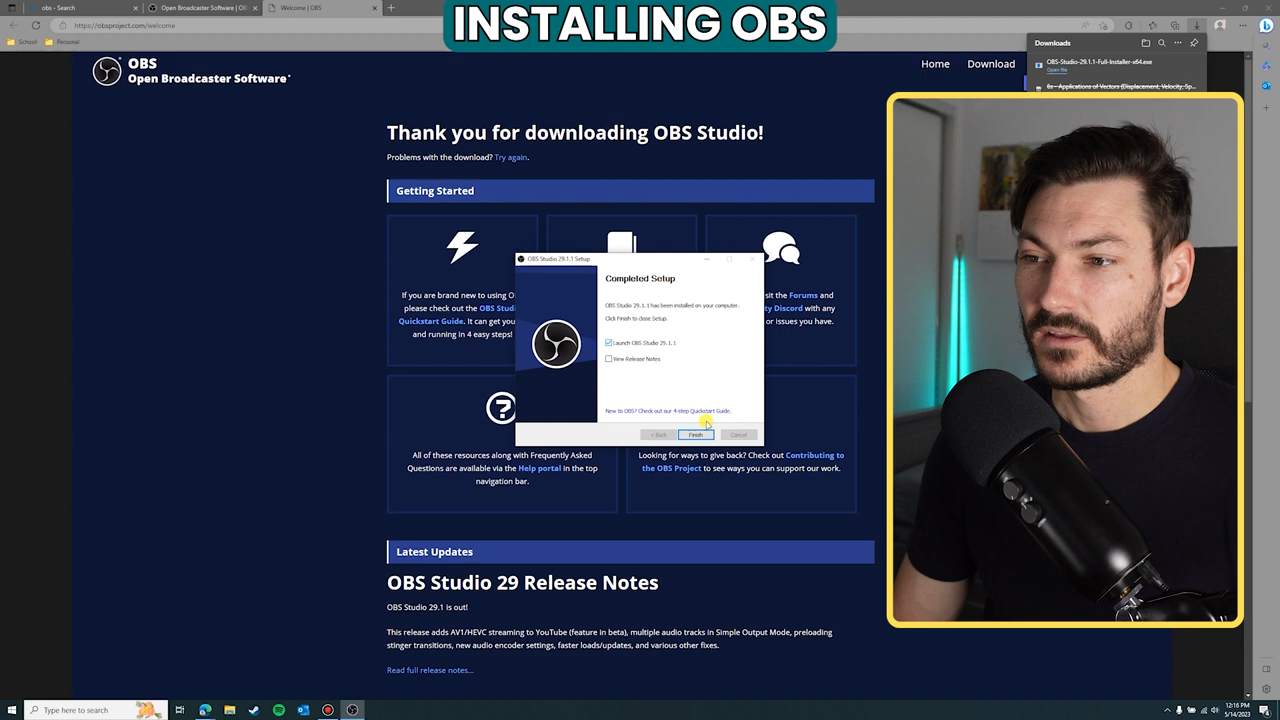 obs - Search
Open Broadcaster Software | O
Welcome | OBS
INSTALLING OBS
https://obsproject.com/welcome
School
Personal
Downloads
OBS-Studio-29.1.1-Full-Installer-x64.exe
Open file
6s - Applications of Vectors (Displacement, Velocity, Sp...
OBS
Open Broadcaster Software
Home
Download
Thank you for downloading OBS Studio!
Problems with the download? Try again.
Getting Started
If you are brand new to using O
please check out the OBS Stud
Quickstart Guide. It can get you
and running in 4 easy steps!
sit the Forums and
ty Discord with any
or issues you have.
OBS Studio 29.1.1 Setup
Completed Setup
OBS Studio 29.1.1 has been installed on your computer.
Click Finish to close Setup.
Launch OBS Studio 29.1.1
View Release Notes
New to OBS? Check out our 4-step Quickstart Guide.
< Back
Finish
Cancel
All of these resources along with Frequently Asked
Questions are available via the Help portal in the top
navigation bar.
Looking for ways to give back? Check out Contributing to
the OBS Project to see ways you can support our work.
Latest Updates
OBS Studio 29 Release Notes
OBS Studio 29.1 is out!
This release adds AV1/HEVC streaming to YouTube (feature in beta), multiple audio tracks in Simple Output Mode, preloading
stinger transitions, new audio encoder settings, faster loads/updates, and various other fixes.
Read full release notes...
Type here to search
12:16 PM
5/14/2023